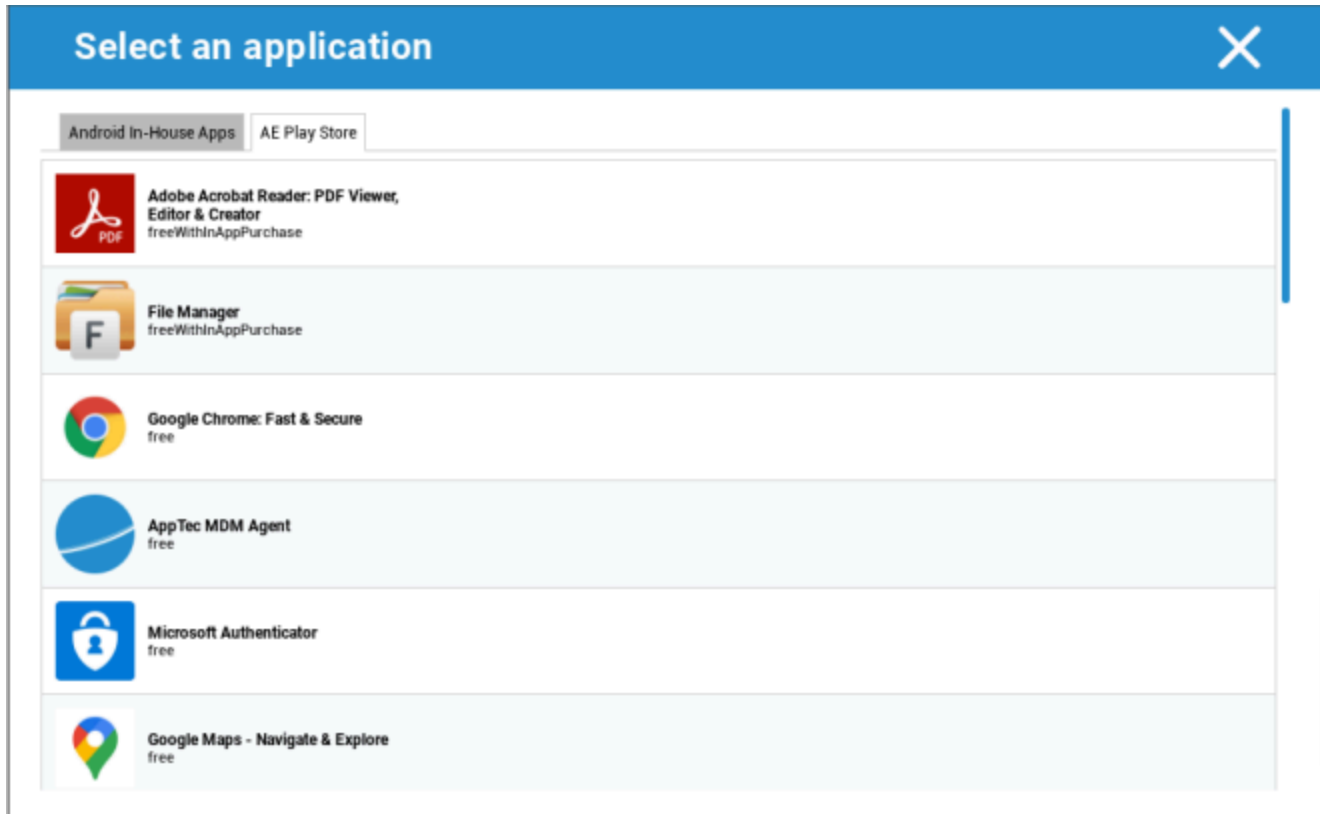 Select an application
Android In-House Apps
AE Play Store
Adobe Acrobat Reader: PDF Viewer,
Editor & Creator
freeWithInAppPurchase
PDF
File Manager
freeWithInAppPurchase
F
Google Chrome: Fast & Secure
free
AppTec MDM Agent
free
Microsoft Authenticator
free
Google Maps - Navigate & Explore
free